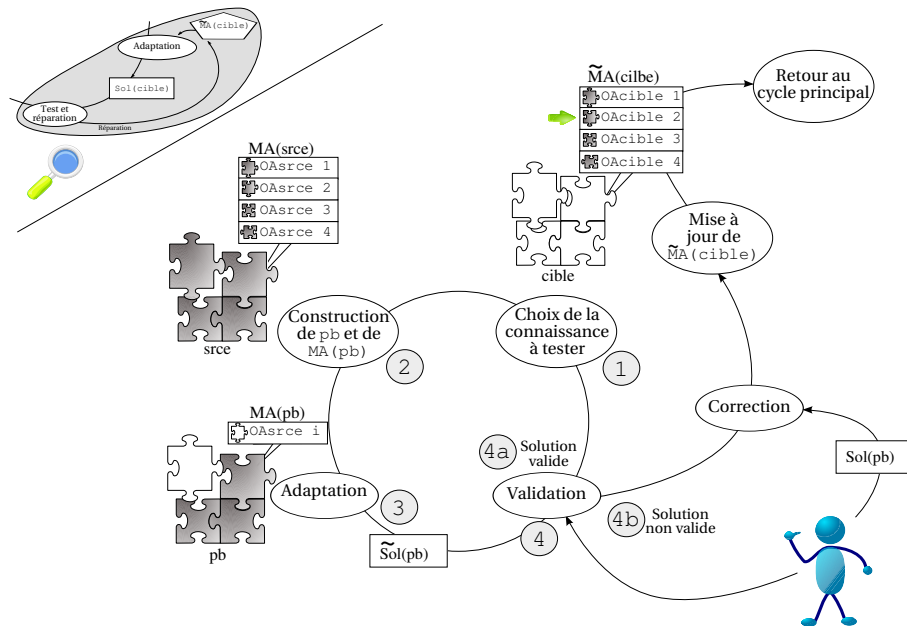 M̃A(cible)
Adaptation
Sol(cible)
Test et
réparation
Réparation
MA(srce)
OAsrce 1
OAsrce 2
OAsrce 3
OAsrce 4
srce
M̃A(cilbe)
OAcible 1
OAcible 2
OAcible 3
OAcible 4
cible
Retour au
cycle principal
Mise à
jour de
M̃A(cible)
Construction
de pb et de
MA(pb)
2
Choix de la
connaissance
à tester
1
Correction
MA(pb)
OAsrce i
pb
Adaptation
3
S̃ol(pb)
4a
Solution
valide
Validation
4
4b
Solution
non valide
Sol(pb)